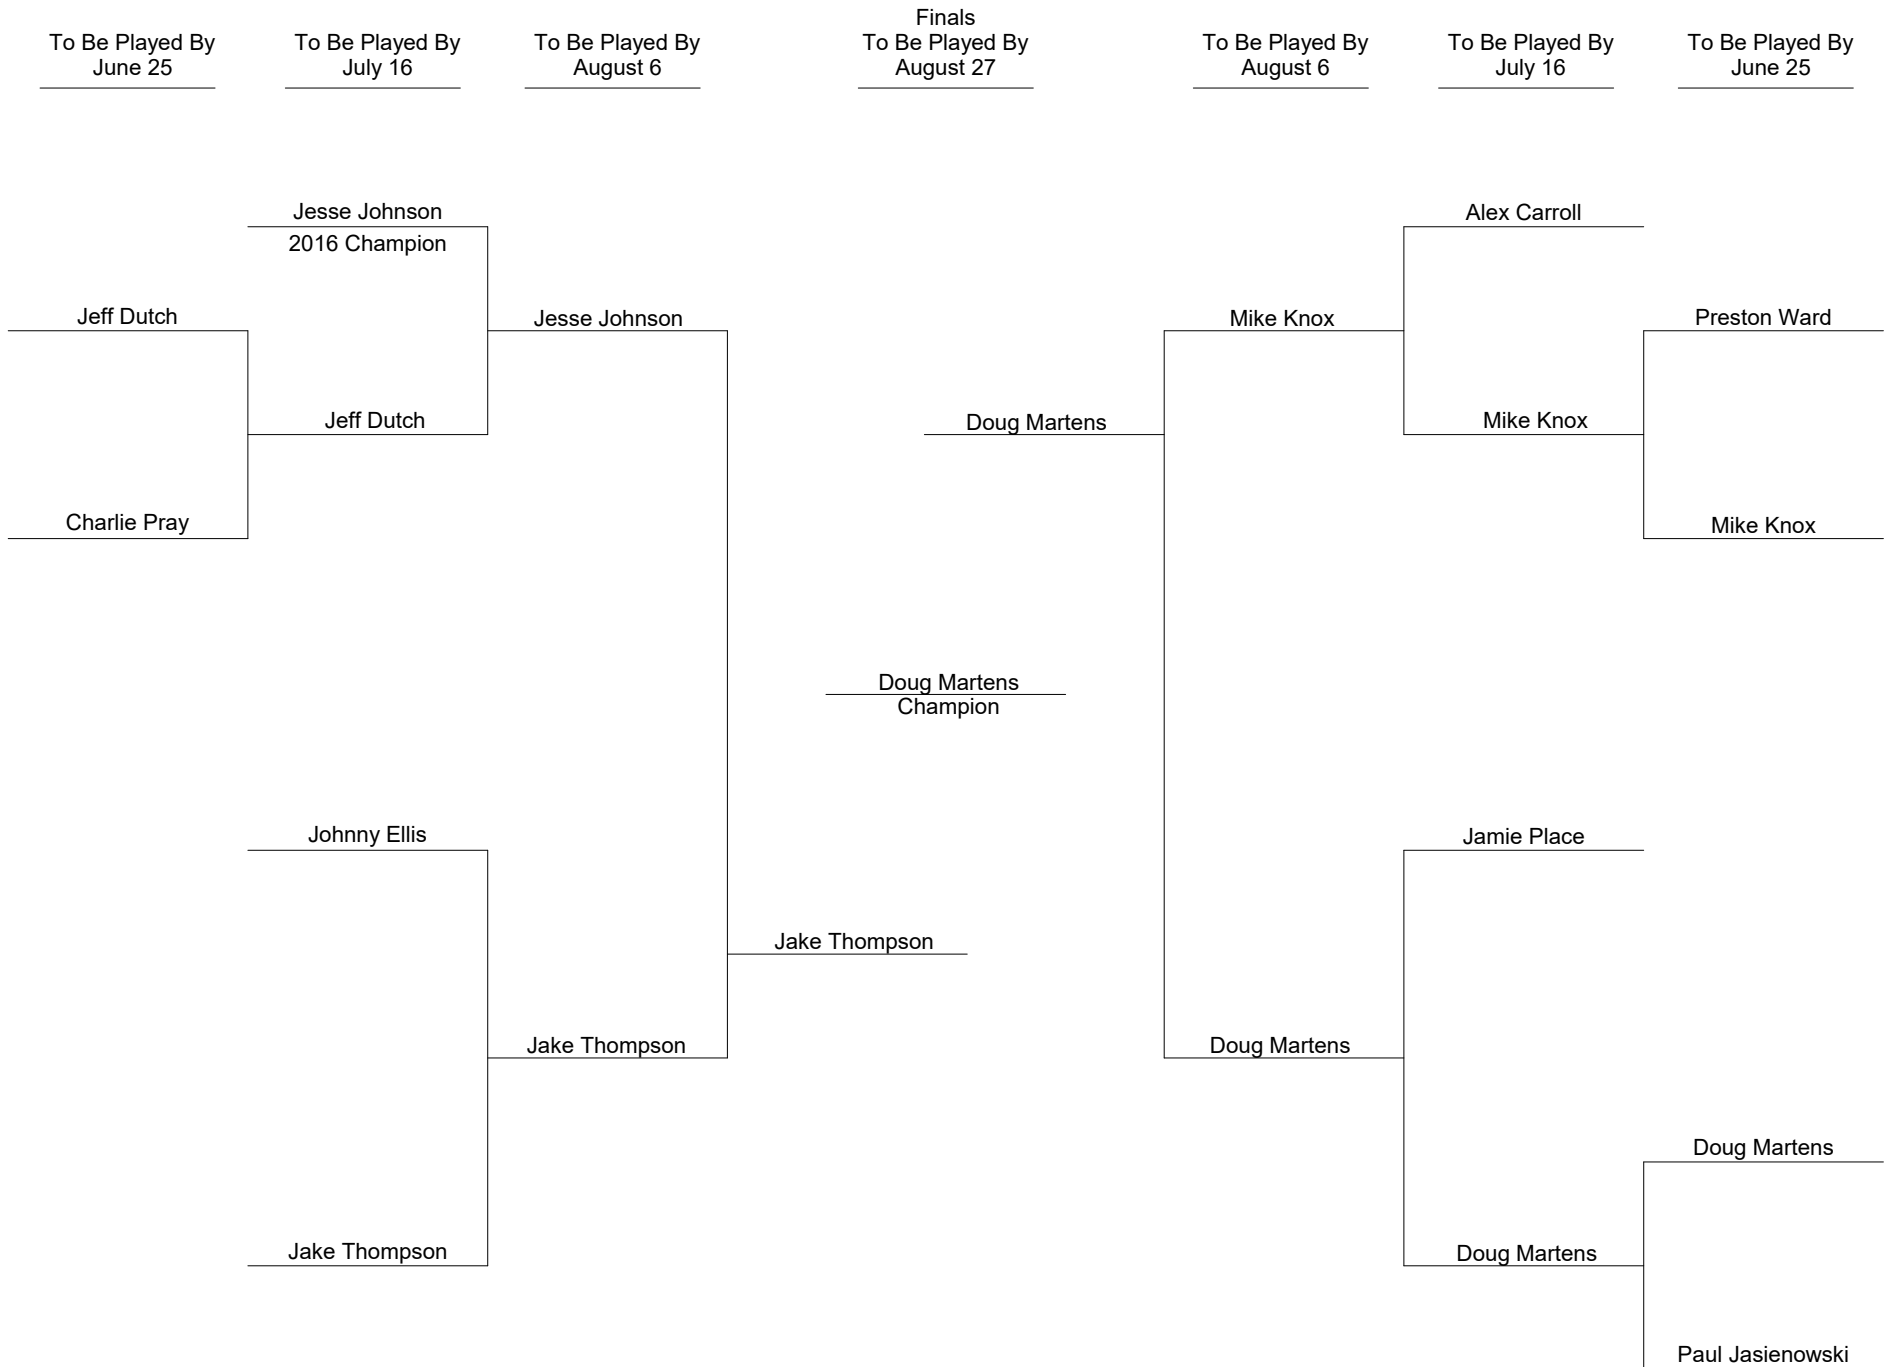 Finals
To Be Played By
June 25
To Be Played By
July 16
To Be Played By
August 6
To Be Played By
August 27
To Be Played By
August 6
To Be Played By
July 16
To Be Played By
June 25
Jesse Johnson
2016 Champion
Alex Carroll
Jeff Dutch
Jesse Johnson
Mike Knox
Preston Ward
Jeff Dutch
Doug Martens
Mike Knox
Charlie Pray
Mike Knox
Doug Martens
Champion
Johnny Ellis
Jamie Place
Jake Thompson
Jake Thompson
Doug Martens
Doug Martens
Jake Thompson
Doug Martens
Paul Jasienowski